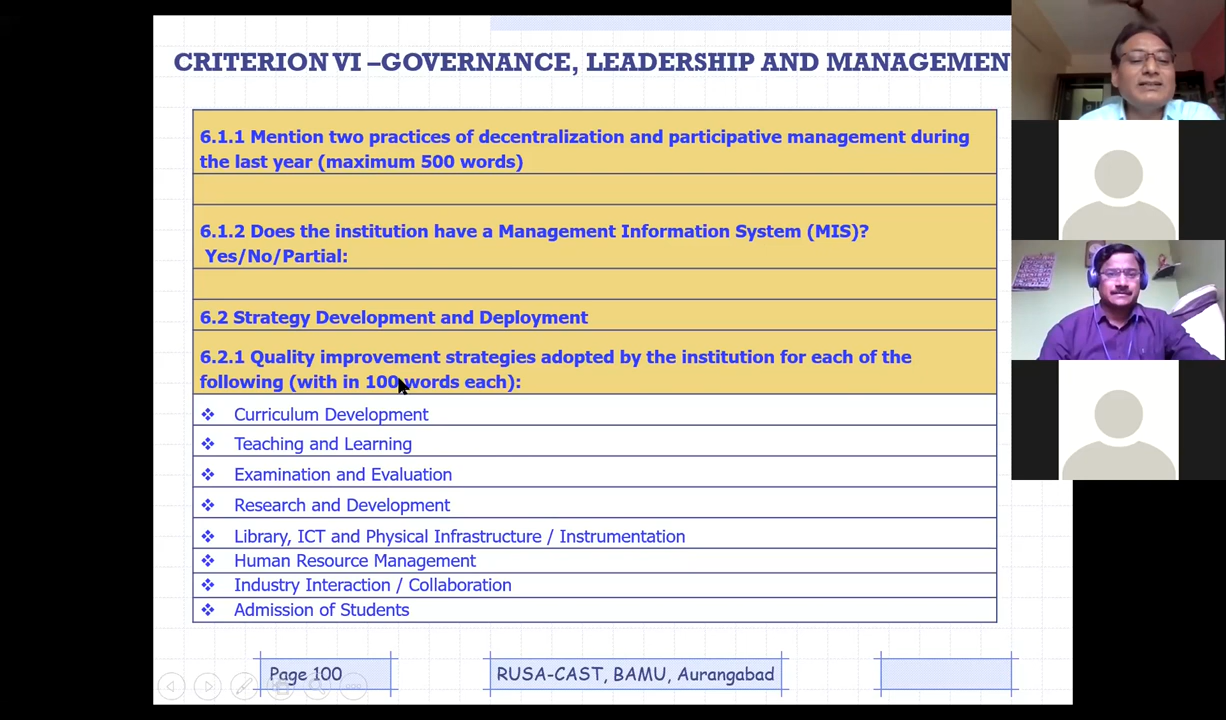 CRITERION VI –GOVERNANCE, LEADERSHIP AND MANAGEMEN
6.1.1 Mention two practices of decentralization and participative management during
the last year (maximum 500 words)
6.1.2 Does the institution have a Management Information System (MIS)?
Yes/No/Partial:
6.2 Strategy Development and Deployment
6.2.1 Quality improvement strategies adopted by the institution for each of the
following (with in 100 words each):
❖ Curriculum Development
❖ Teaching and Learning
❖ Examination and Evaluation
❖ Research and Development
❖ Library, ICT and Physical Infrastructure / Instrumentation
❖ Human Resource Management
❖ Industry Interaction / Collaboration
❖ Admission of Students
Page 100
RUSA-CAST, BAMU, Aurangabad